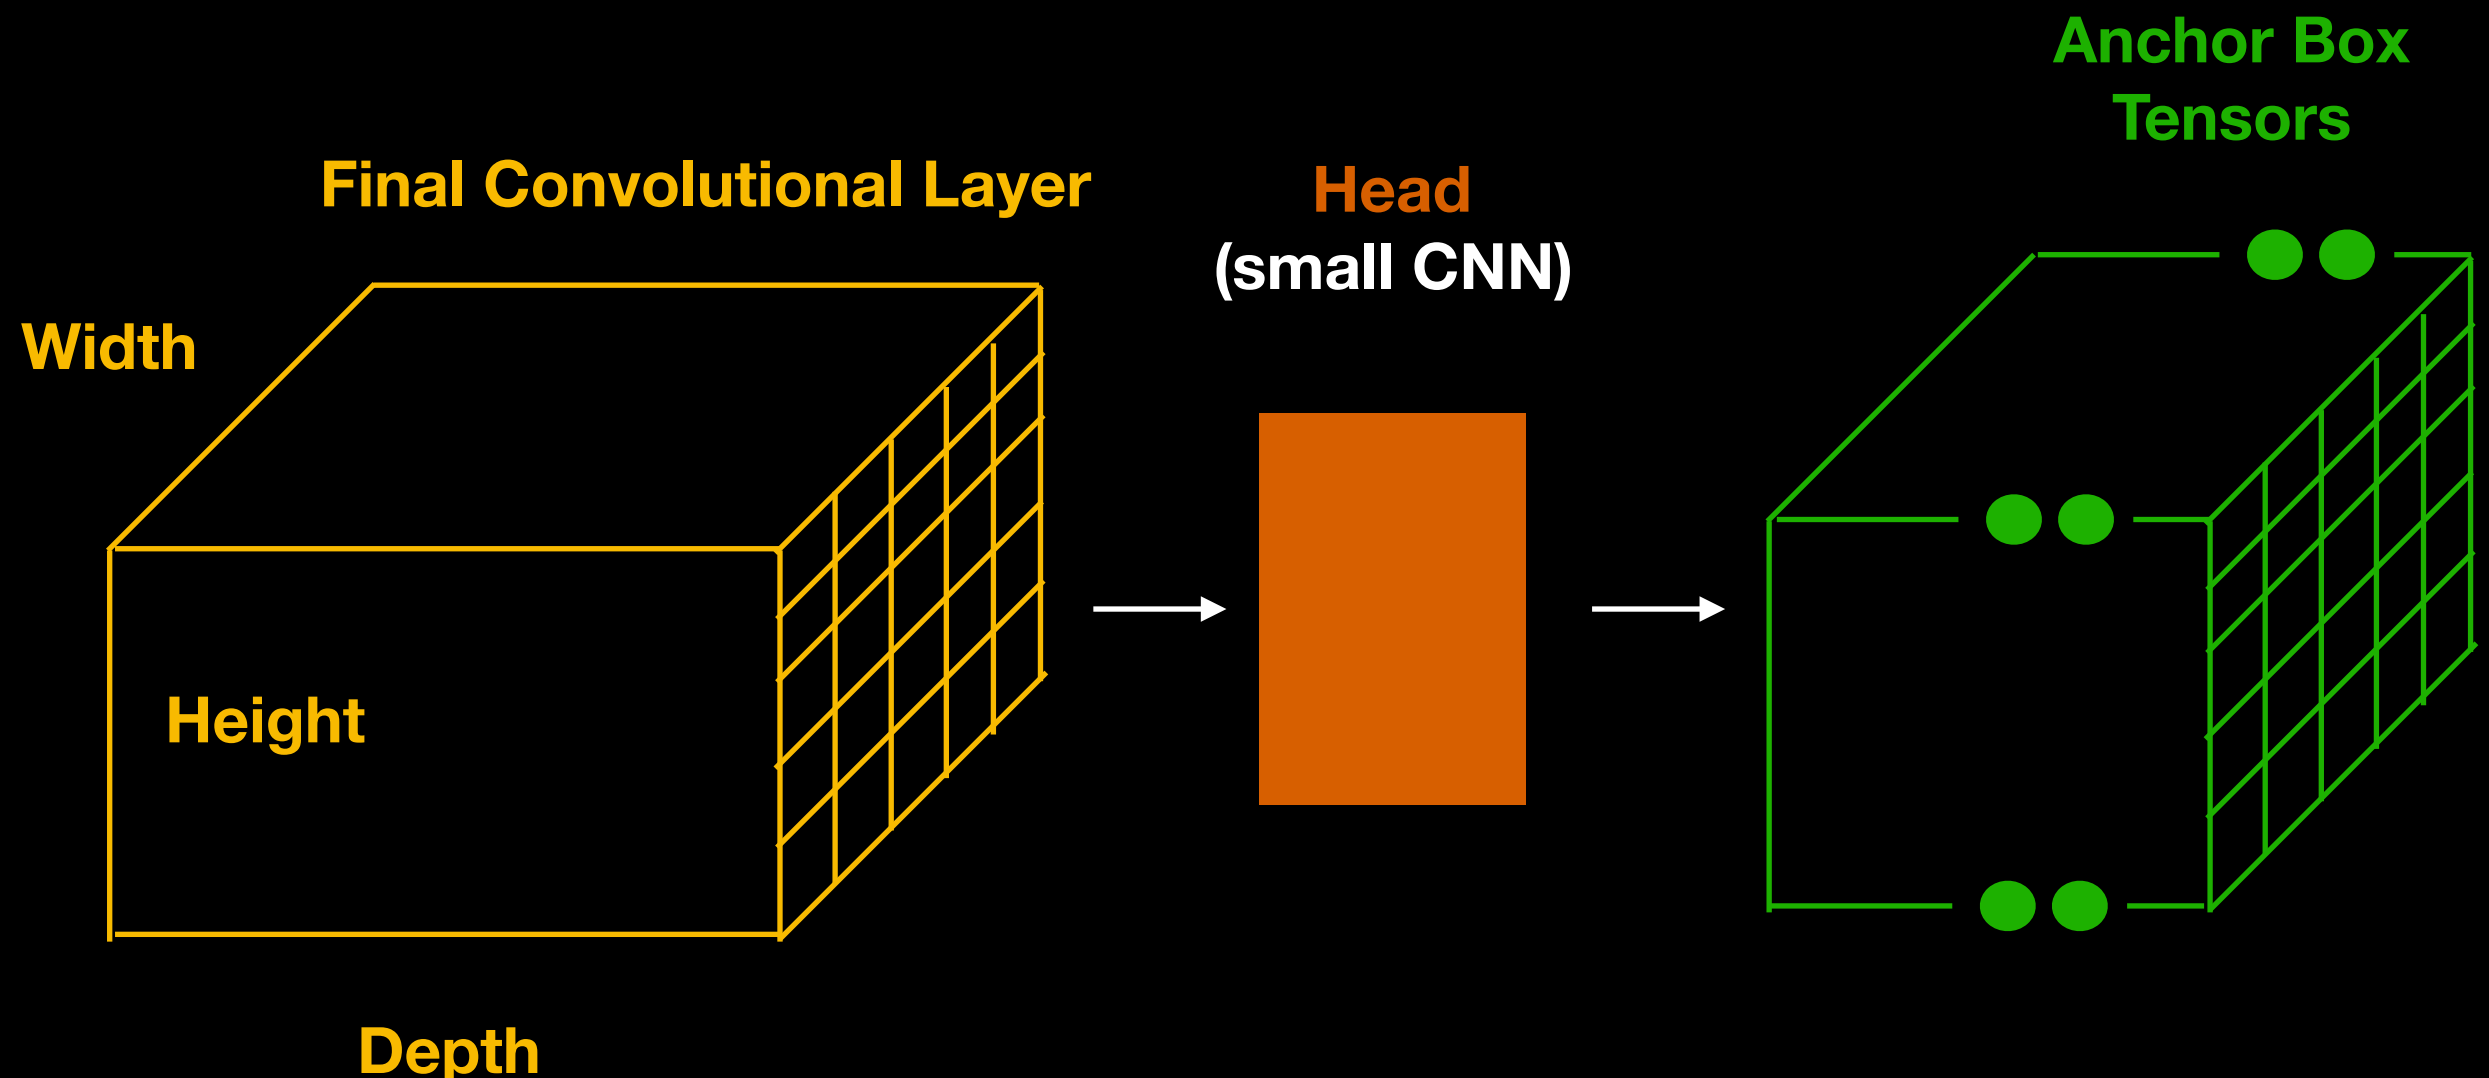 Anchor Box
Tensors
Final Convolutional Layer
Head
(small CNN)
Width
Height
Depth